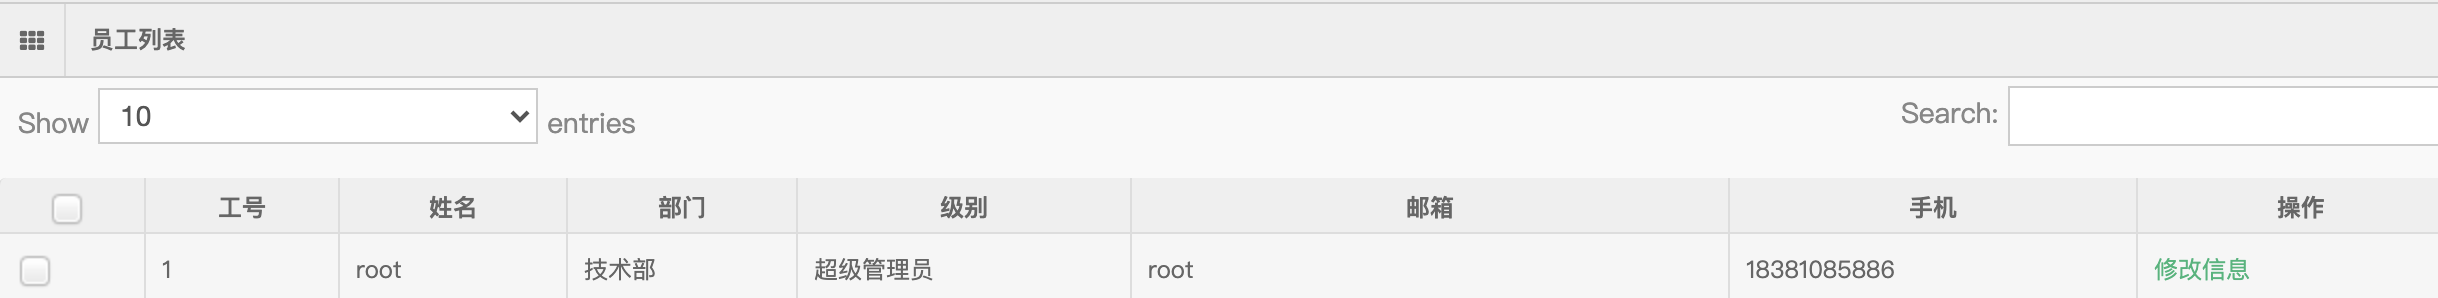 员工列表
Show 10 entries Search:
工号 姓名 部门 级别 邮箱 手机 操作
1 root 技术部 超级管理员 root 18381085886 修改信息